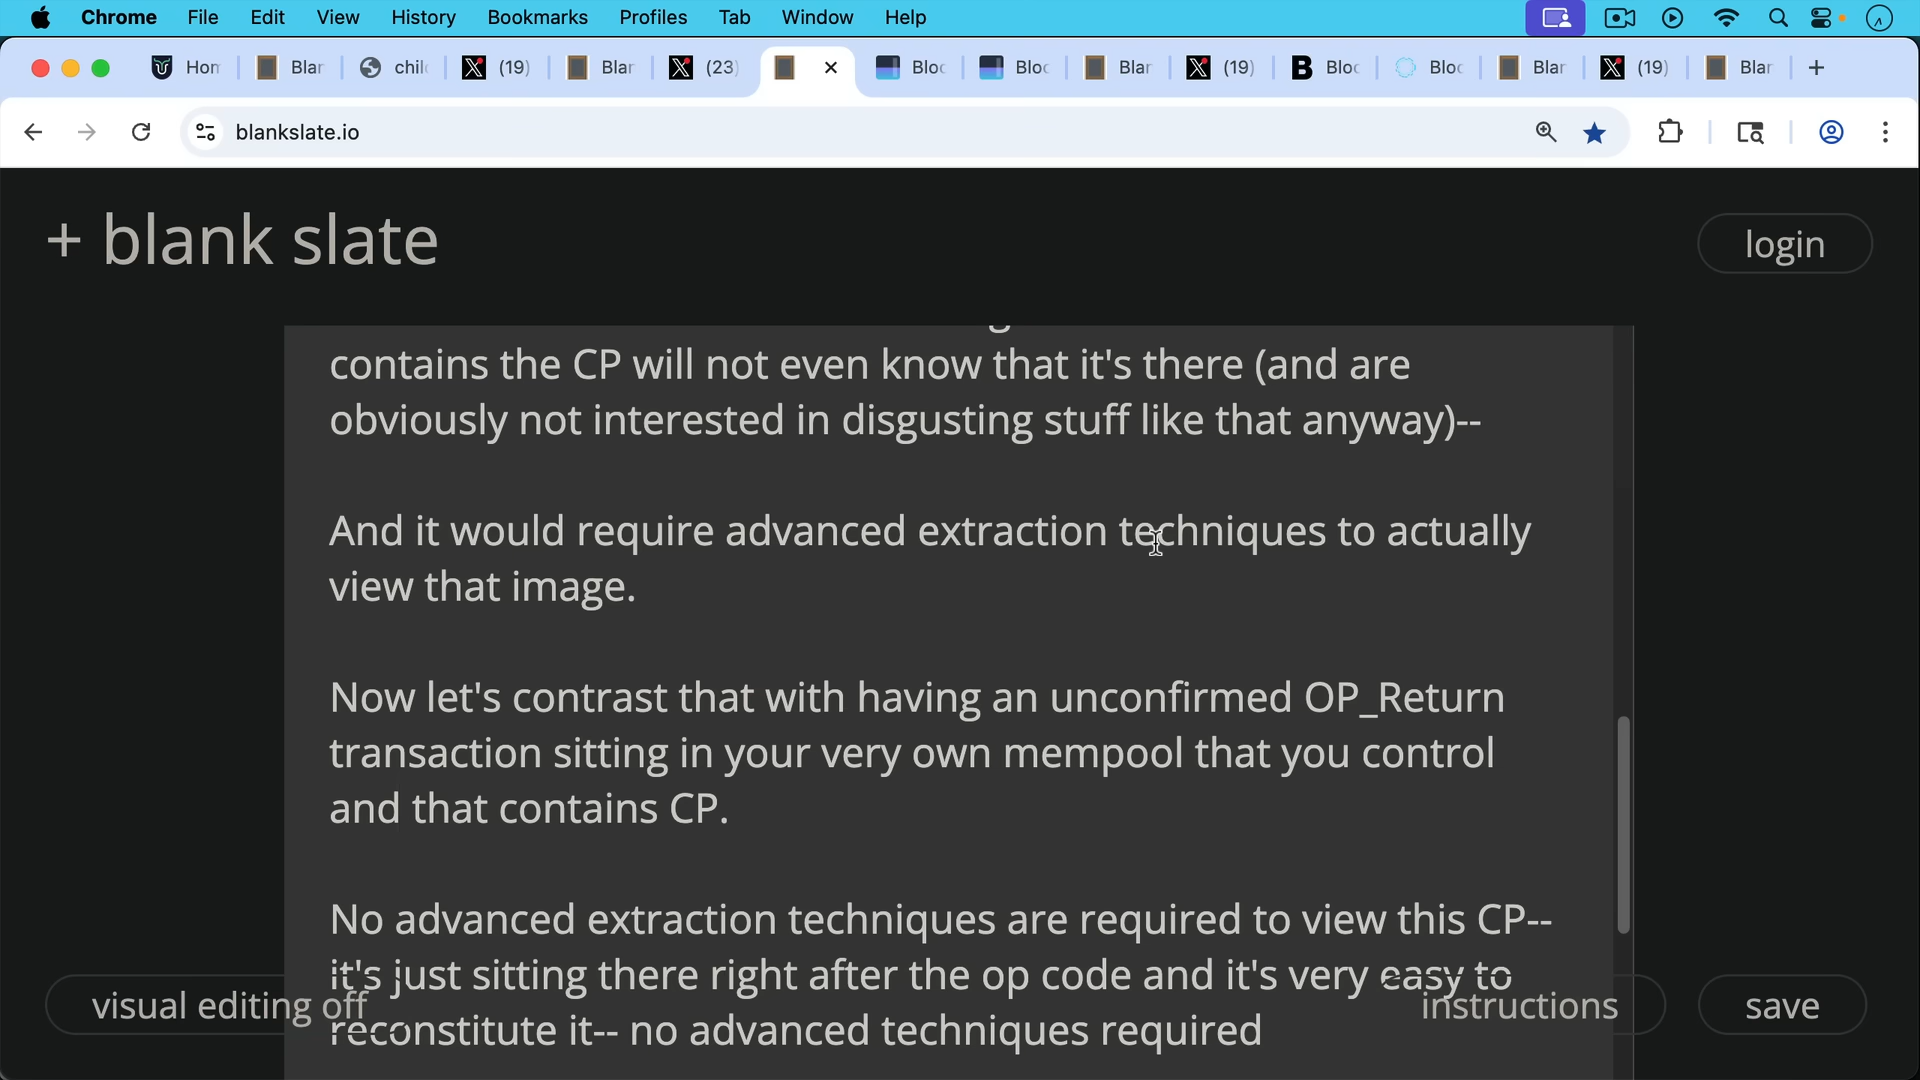 Chrome File Edit View History Bookmarks Profiles Tab Window Help
Hor Blar chil (19) Blar (23) Bloc Bloc Blar (19) Bloc Bloc Blar (19) Blar
blankslate.io
+ blank slate
login
contains the CP will not even know that it's there (and are
obviously not interested in disgusting stuff like that anyway)--
And it would require advanced extraction techniques to actually
view that image.
Now let's contrast that with having an unconfirmed OP_Return
transaction sitting in your very own mempool that you control
and that contains CP.
No advanced extraction techniques are required to view this CP--
it's just sitting there right after the op code and it's very easy to
reconstitute it-- no advanced techniques required
visual editing off
instructions
save